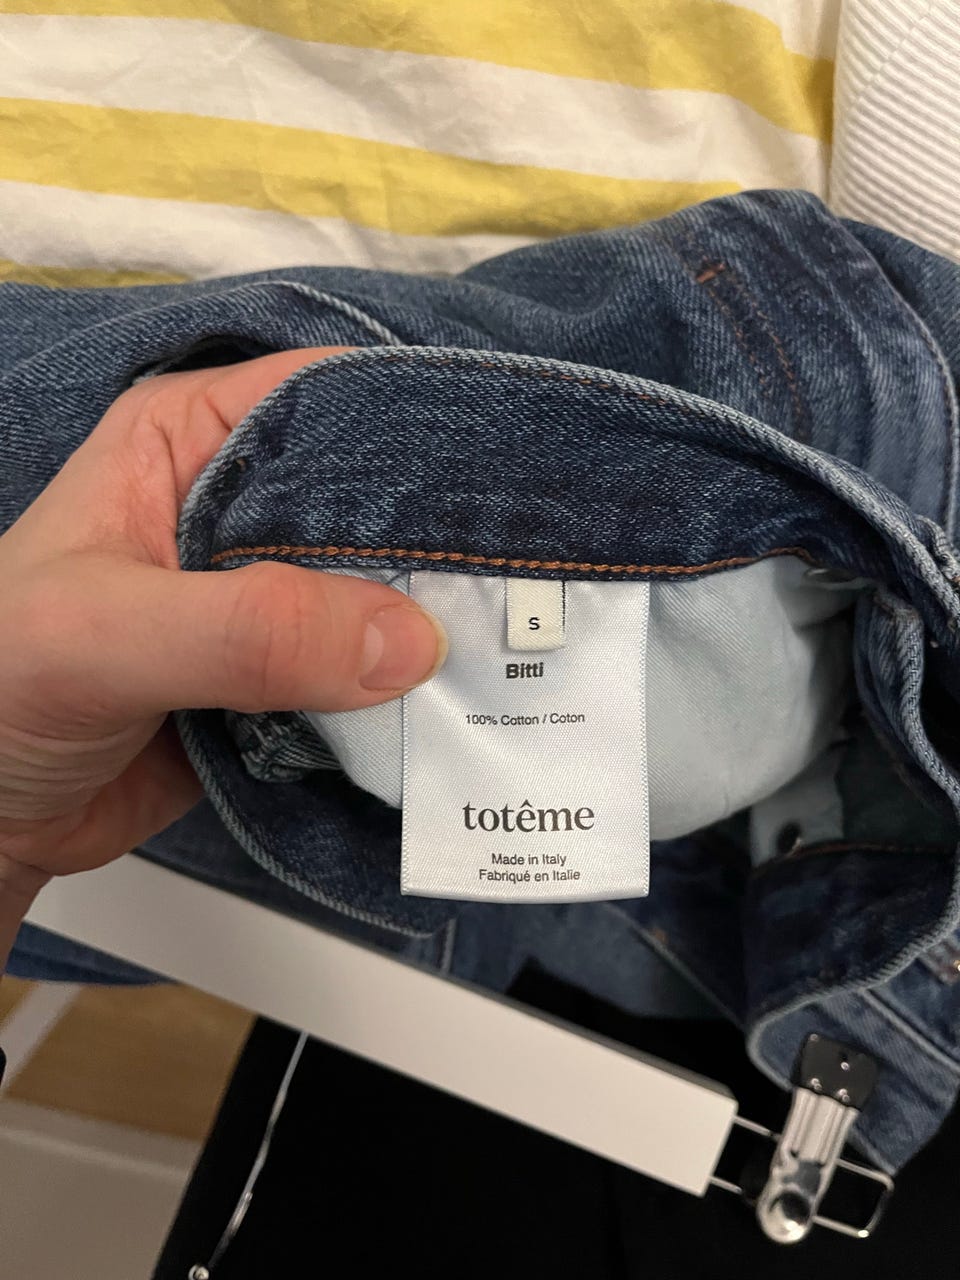 S
Bitti
100% Cotton / Coton
totême
Made in Italy
Fabriqué en Italie